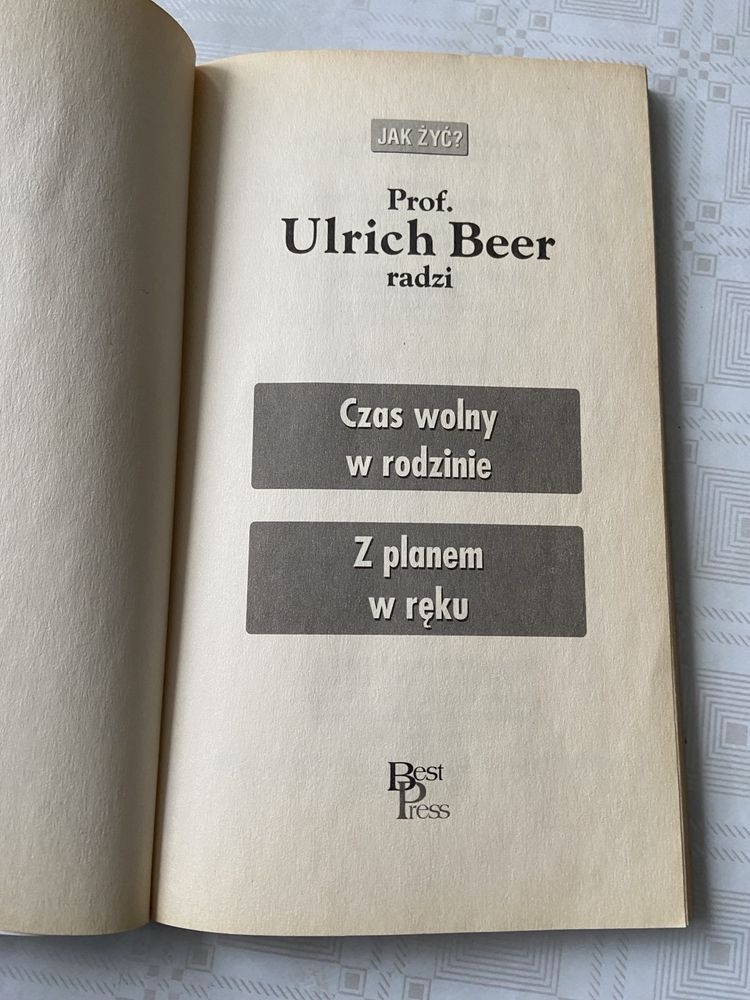 JAK ŻYĆ?
Prof.
Ulrich Beer
radzi
Czas wolny
w rodzinie
Z planem
w ręku
Best
Press